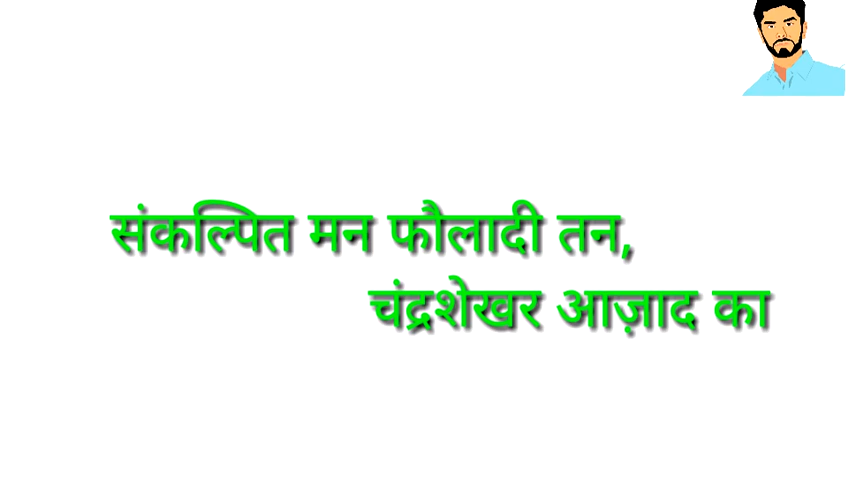 संकल्पित मन फौलादी तन,
चंद्रशेखर आज़ाद का